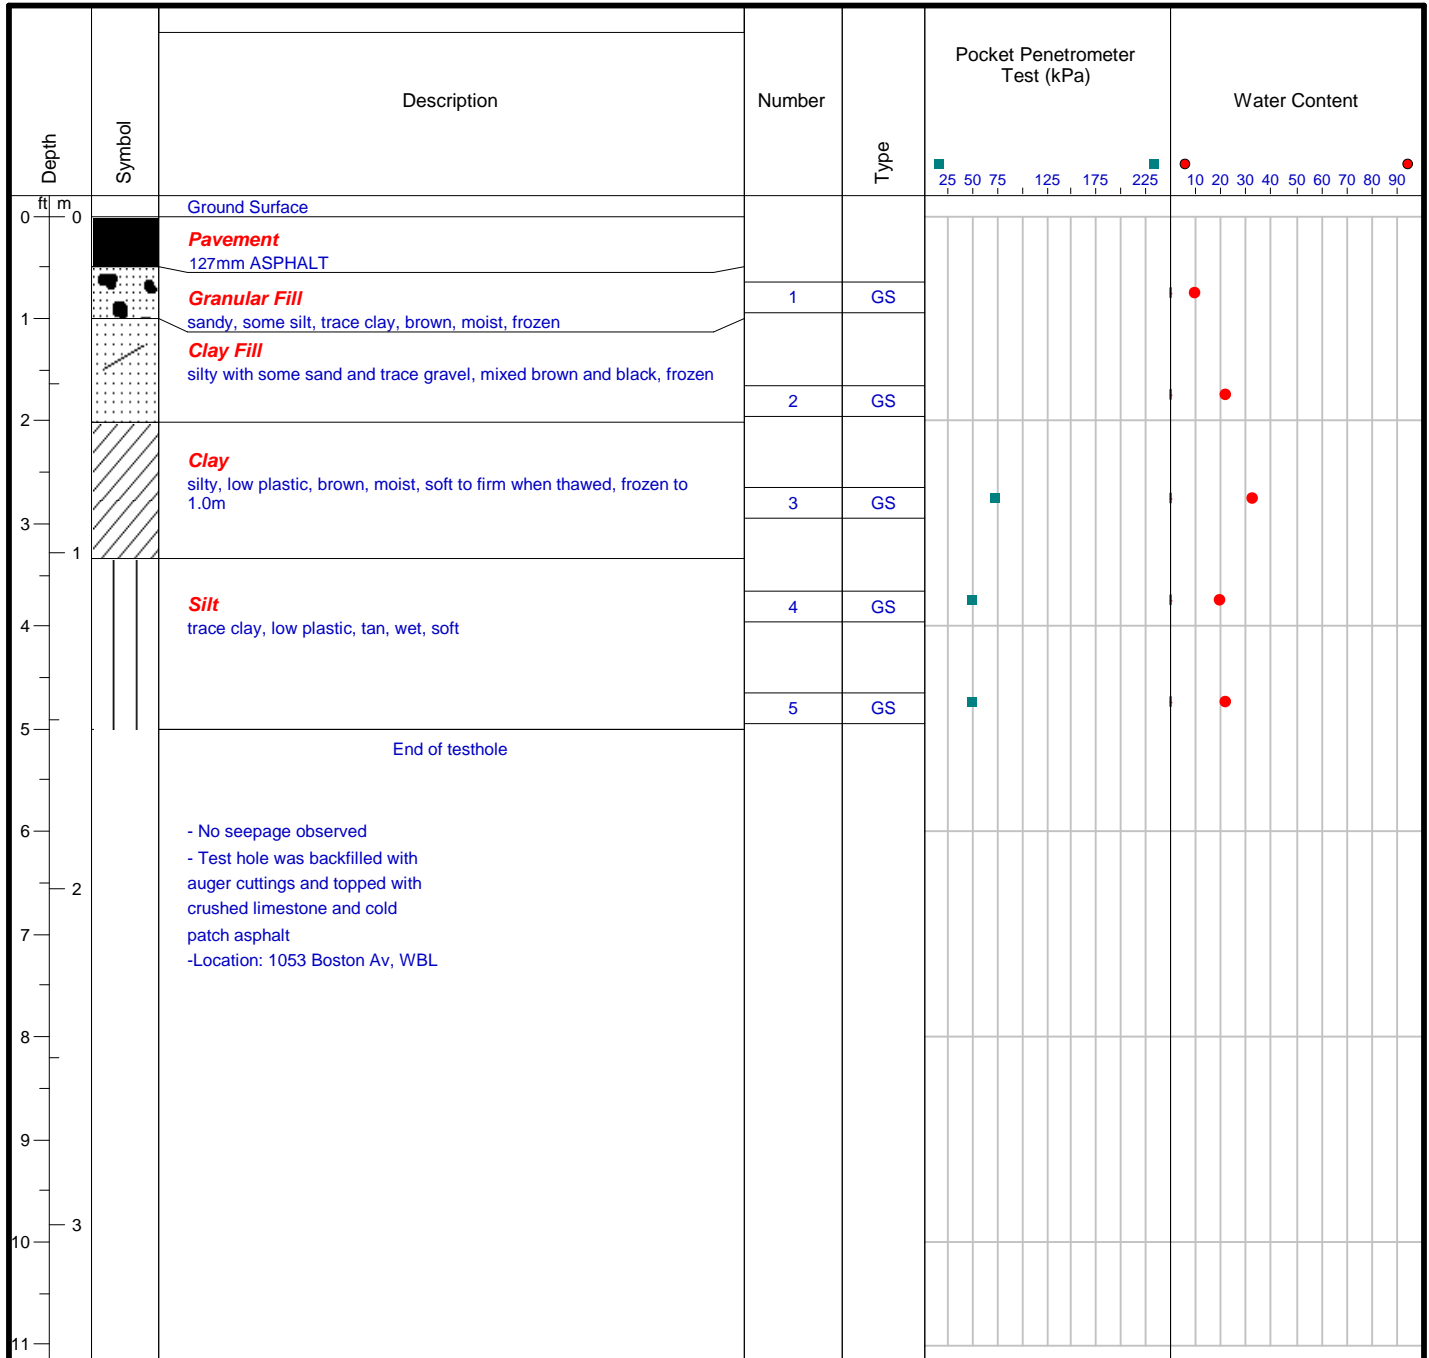 Depth
Symbol
Description
Number
Type
Pocket Penetrometer
Test (kPa)
Water Content
25 50 75 125 175 225
10 20 30 40 50 60 70 80 90
ft m
0 0
Ground Surface
Pavement
127mm ASPHALT
Granular Fill
1 GS
sandy, some silt, trace clay, brown, moist, frozen
1
Clay Fill
silty with some sand and trace gravel, mixed brown and black, frozen
2 GS
2
Clay
silty, low plastic, brown, moist, soft to firm when thawed, frozen to
1.0m
3 GS
3
1
Silt
4 GS
trace clay, low plastic, tan, wet, soft
4
5 GS
5
End of testhole
6
- No seepage observed
- Test hole was backfilled with
auger cuttings and topped with
2
crushed limestone and cold
patch asphalt
7
-Location: 1053 Boston Av, WBL
8
9
3
10
11